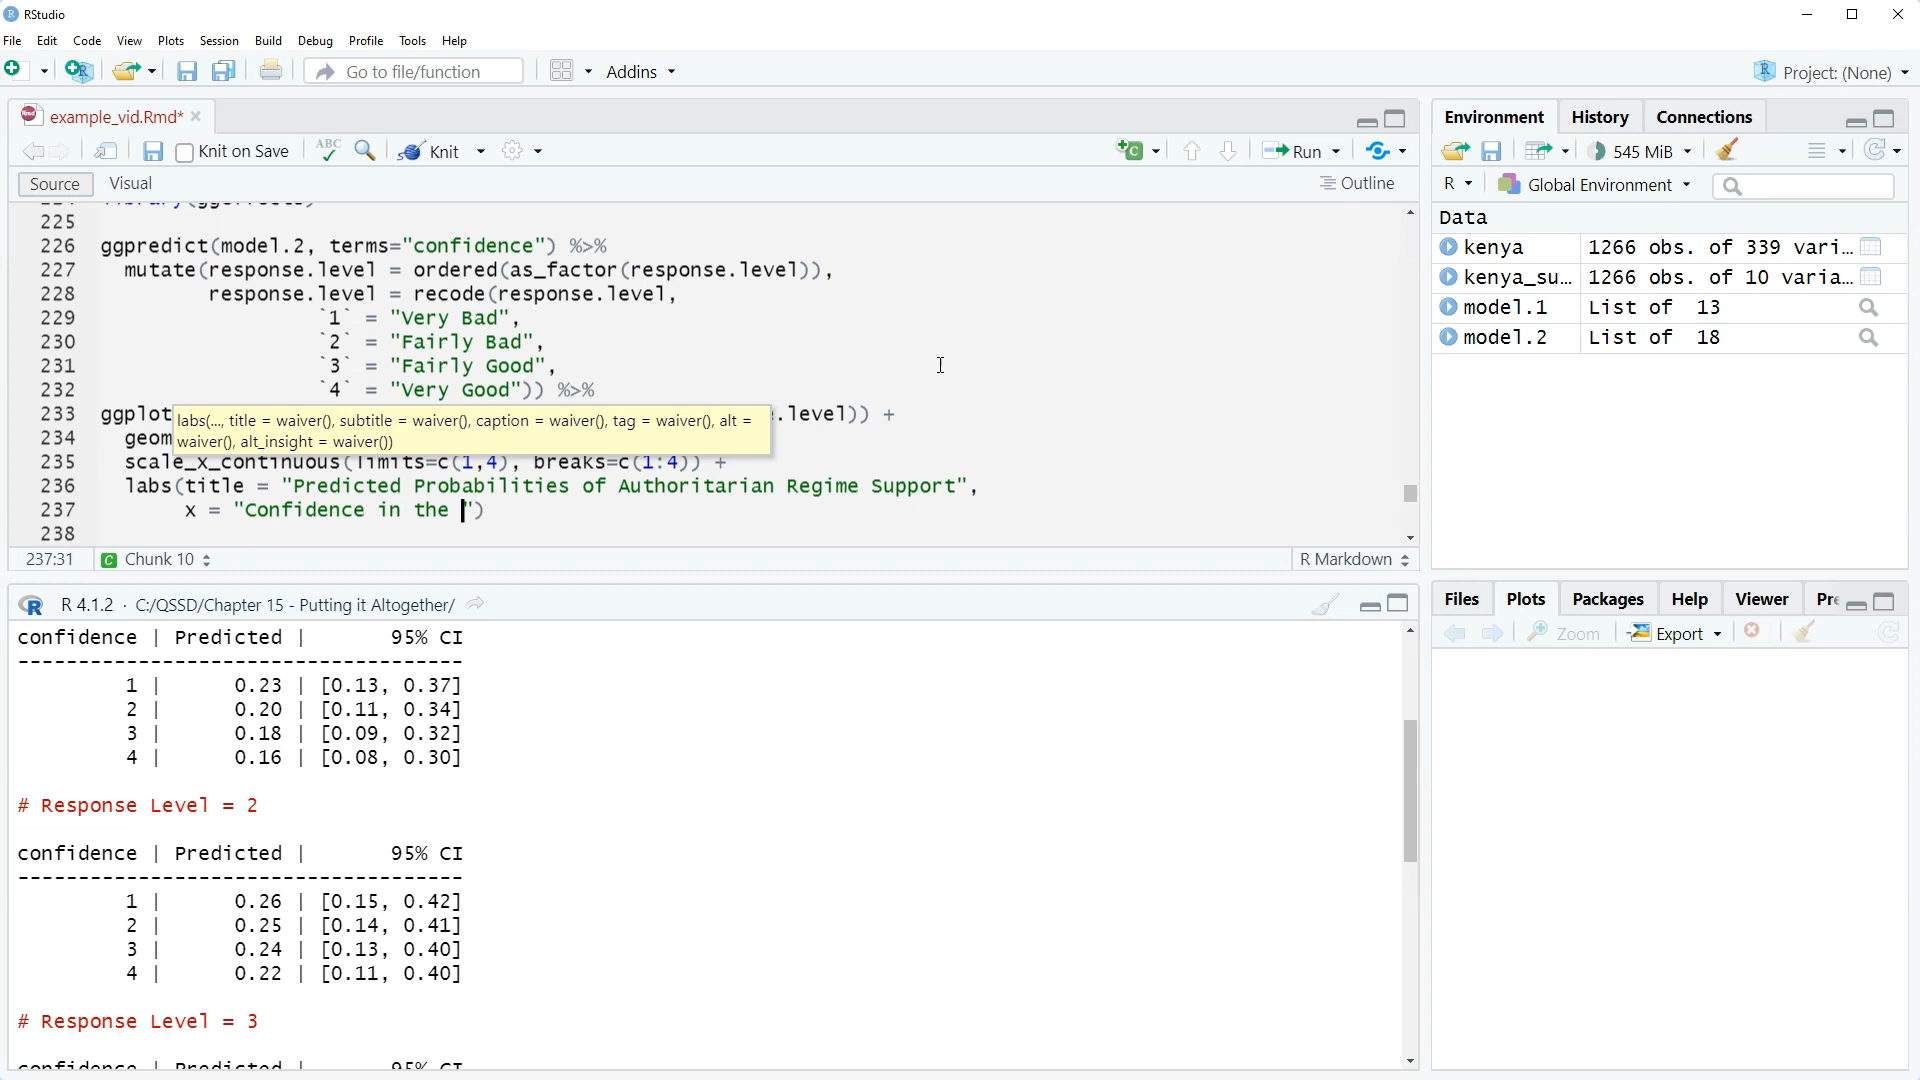 RStudio
File Edit Code View Plots Session Build Debug Profile Tools Help
Go to file/function Addins Project: (None)
example_vid.Rmd*
Knit on Save ABC Knit Run
Source Visual Outline
225
226 ggpredict(model.2, terms="confidence") %>%
227 mutate(response.level = ordered(as_factor(response.level)),
228 response.level = recode(response.level,
229 `1` = "Very Bad",
230 `2` = "Fairly Bad",
231 `3` = "Fairly Good",
232 `4` = "Very Good")) %>%
233 ggplot .level)) +
labs(..., title = waiver(), subtitle = waiver(), caption = waiver(), tag = waiver(), alt =
waiver(), alt_insight = waiver())
234 geom
235 scale_x_continuous(limits=c(1,4), breaks=c(1:4)) +
236 labs(title = "Predicted Probabilities of Authoritarian Regime Support",
237 x = "Confidence in the ")
238
237:31 C Chunk 10 R Markdown
R R 4.1.2 · C:/QSSD/Chapter 15 - Putting it Altogether/
confidence | Predicted | 95% CI
-------------------------------------
1 | 0.23 | [0.13, 0.37]
2 | 0.20 | [0.11, 0.34]
3 | 0.18 | [0.09, 0.32]
4 | 0.16 | [0.08, 0.30]
# Response Level = 2
confidence | Predicted | 95% CI
-------------------------------------
1 | 0.26 | [0.15, 0.42]
2 | 0.25 | [0.14, 0.41]
3 | 0.24 | [0.13, 0.40]
4 | 0.22 | [0.11, 0.40]
# Response Level = 3
confidence | Predicted | 95% CI
Environment History Connections
545 MiB
R Global Environment
Data
kenya 1266 obs. of 339 vari...
kenya_su... 1266 obs. of 10 varia...
model.1 List of 13
model.2 List of 18
Files Plots Packages Help Viewer Pre
Zoom Export